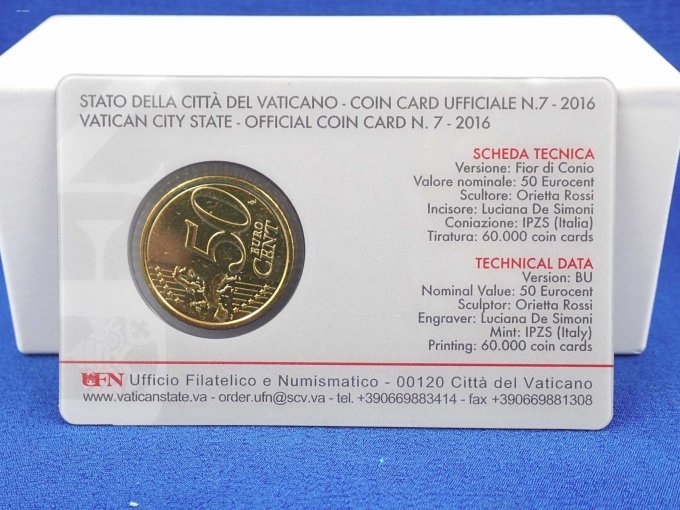 STATO DELLA CITTÀ DEL VATICANO - COIN CARD UFFICIALE N.7 - 2016
VATICAN CITY STATE - OFFICIAL COIN CARD N. 7 - 2016
SCHEDA TECNICA
Versione: Fior di Conio
Valore nominale: 50 Eurocent
Scultore: Orietta Rossi
Incisore: Luciana De Simoni
Coniazione: IPZS (Italia)
Tiratura: 60.000 coin cards
50
EURO
CENT
TECHNICAL DATA
Version: BU
Nominal Value: 50 Eurocent
Sculptor: Orietta Rossi
Engraver: Luciana De Simoni
Mint: IPZS (Italy)
Printing: 60.000 coin cards
UFN Ufficio Filatelico e Numismatico - 00120 Città del Vaticano
www.vaticanstate.va - order.ufn@scv.va - tel. +390669883414 - fax +390669881308